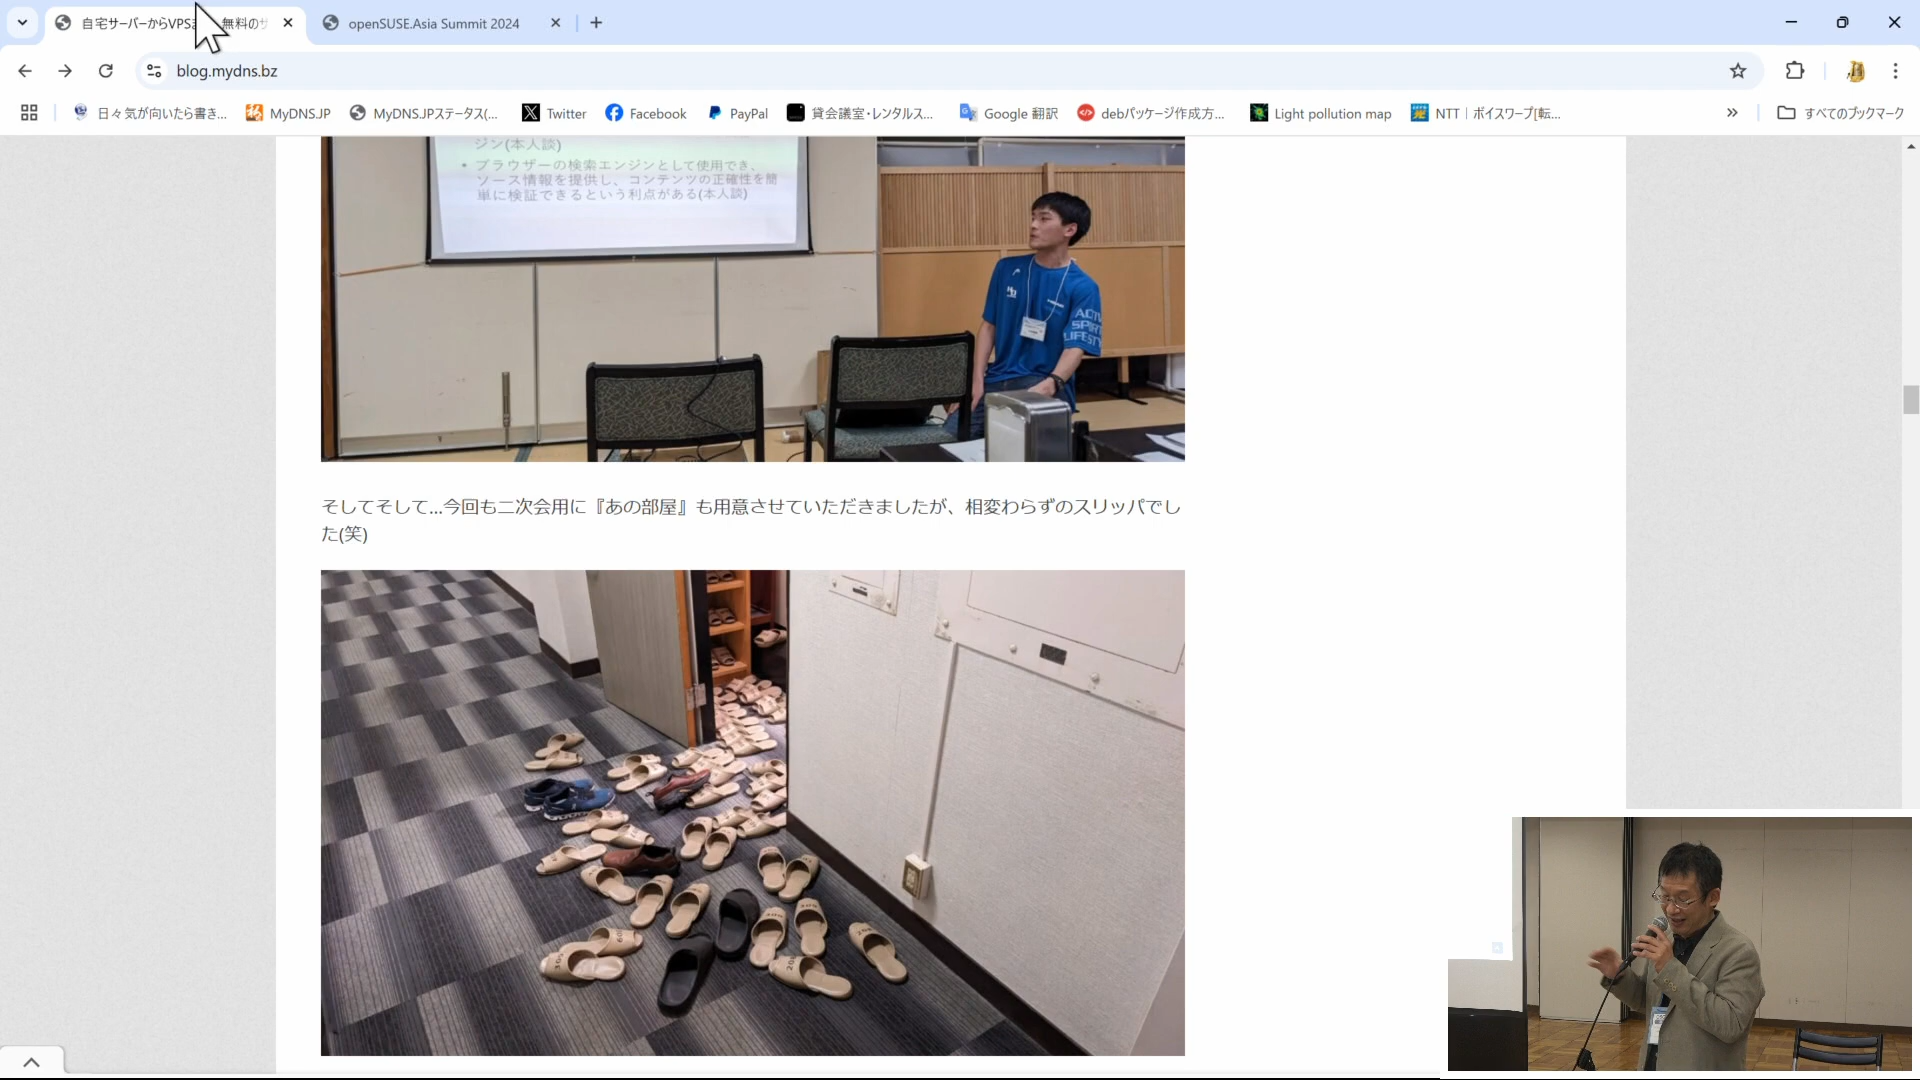 自宅サーバーからVPSま 無料のサ
openSUSE.Asia Summit 2024
blog.mydns.bz
日々気が向いたら書き...
MyDNS.JP
MyDNS.JPステータス(...
Twitter
Facebook
PayPal
貸会議室・レンタルス...
Google 翻訳
debパッケージ作成方...
Light pollution map
NTT | ボイスワープ[転...
すべてのブックマーク
ジン(本人談)
• ブラウザーの検索エンジンとして使用でき、
ソース情報を提供し、コンテンツの正確性を簡
単に検証できるという利点がある(本人談)
ACTIV
SPIRIT
LIFESTY
そしてそして...今回も二次会用に『あの部屋』も用意させていただきましたが、相変わらずのスリッパでし
た(笑)